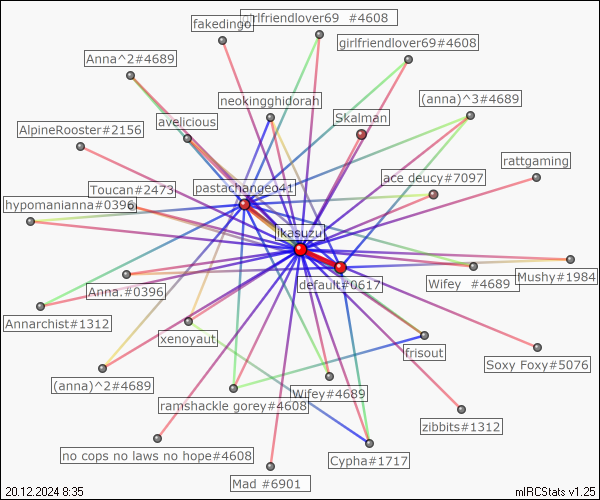 fakedingo
girlfriendlover69 #4608
girlfriendlover69#4608
Anna^2#4689
neokingghidorah
(anna)^3#4689
Skalman
avelicious
AlpineRooster#2156
rattgaming
ace deucy#7097
pastachangeo41
Toucan#2473
hypomanianna#0396
ikasuzu
default#0617
Mushy#1984
Wifey #4689
Anna.#0396
Annarchist#1312
xenoyaut
frisout
Soxy Foxy#5076
(anna)^2#4689
Wifey#4689
ramshackle gorey#4608
zibbits#1312
no cops no laws no hope#4608
Cypha#1717
Mad #6901
20.12.2024 8:35
mIRCStats v1.25